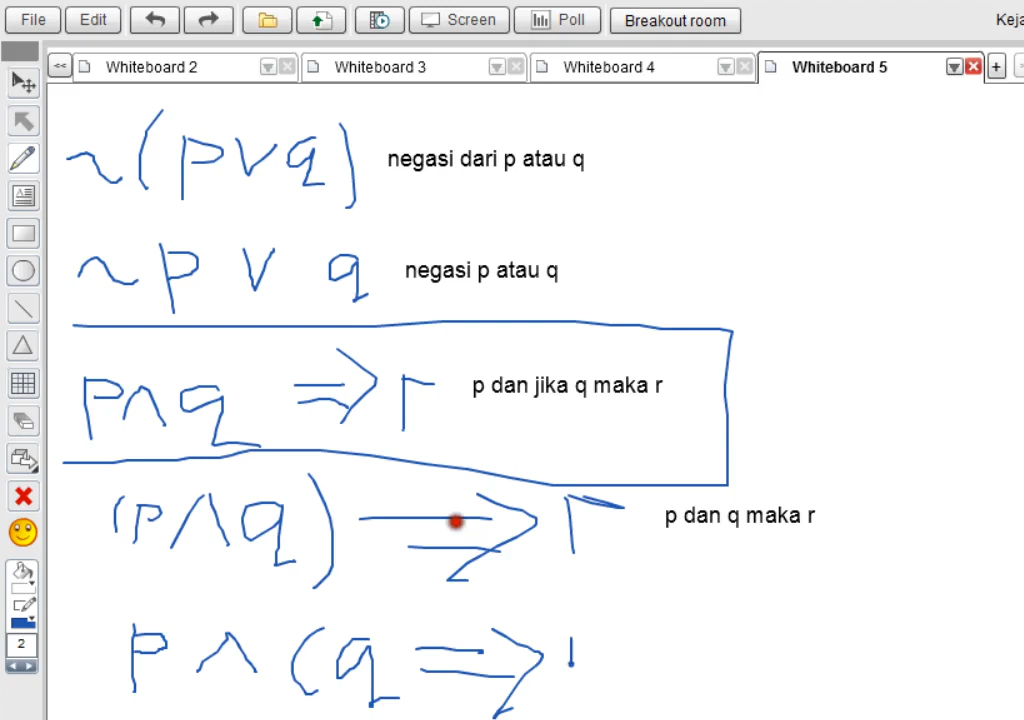 File Edit Screen Poll Breakout room
<< Whiteboard 2 Whiteboard 3 Whiteboard 4 Whiteboard 5 +
~(p∨q) negasi dari p atau q
~p ∨ q negasi p atau q
p∧q ⇒ r p dan jika q maka r
(p∧q) ⇒ r p dan q maka r
p ∧ (q ⇒
2